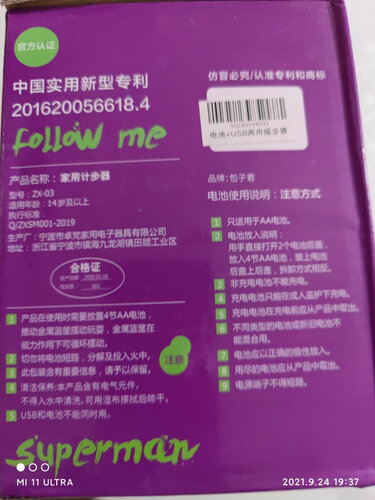 官方认证
中国实用新型专利
201620056618.4
follow me
仿冒必究/认准专利和商标
S0240194093
电池+USB两用摇步器
产品名称：家用计步器
型号：ZX-03
适用年龄：14岁及以上
执行标准：
Q/ZXSM001-2019
生产厂：宁波市卓梵家用电子器具有限公司
地址：浙江省宁波市镇海九龙湖镇田顾工业区
合格证
生产日期 2020.01.08
检验员 001
1 产品在使用时需要放置4节AA电池，
推动金属篮筐摆动玩耍，金属篮筐在
磁力作用下可循环摆动。
2 切勿将电池短路，分解及投入火中，
3 此包装含有重要信息，请予以保留，
4 清洁保养：本产品含有电气元件，
不得入水中清洗，可用湿布擦拭后晾干。
5 USB和电池不能同时用。
注意
品牌：包子君
电池使用说明：注意方式
1 只适用于AA电池。
2 电池放入说明：
用手直接打开2个电池后盖，
放入4节AA电池，装上电池
后盖上后盖，拆卸方式相反。
3 非充电电池不能充电。
4 充电电池只能在成人监护下充电。
5 充电电池在充电前应从产品中取出。
6 不同类型的电池或新旧电池不
能混合用。
7 电池应以正确的极性放入。
8 用尽的电池应从产品中取出。
9 电源端子不得短路。
superman
MI 11 ULTRA
2021.9.24 19:37